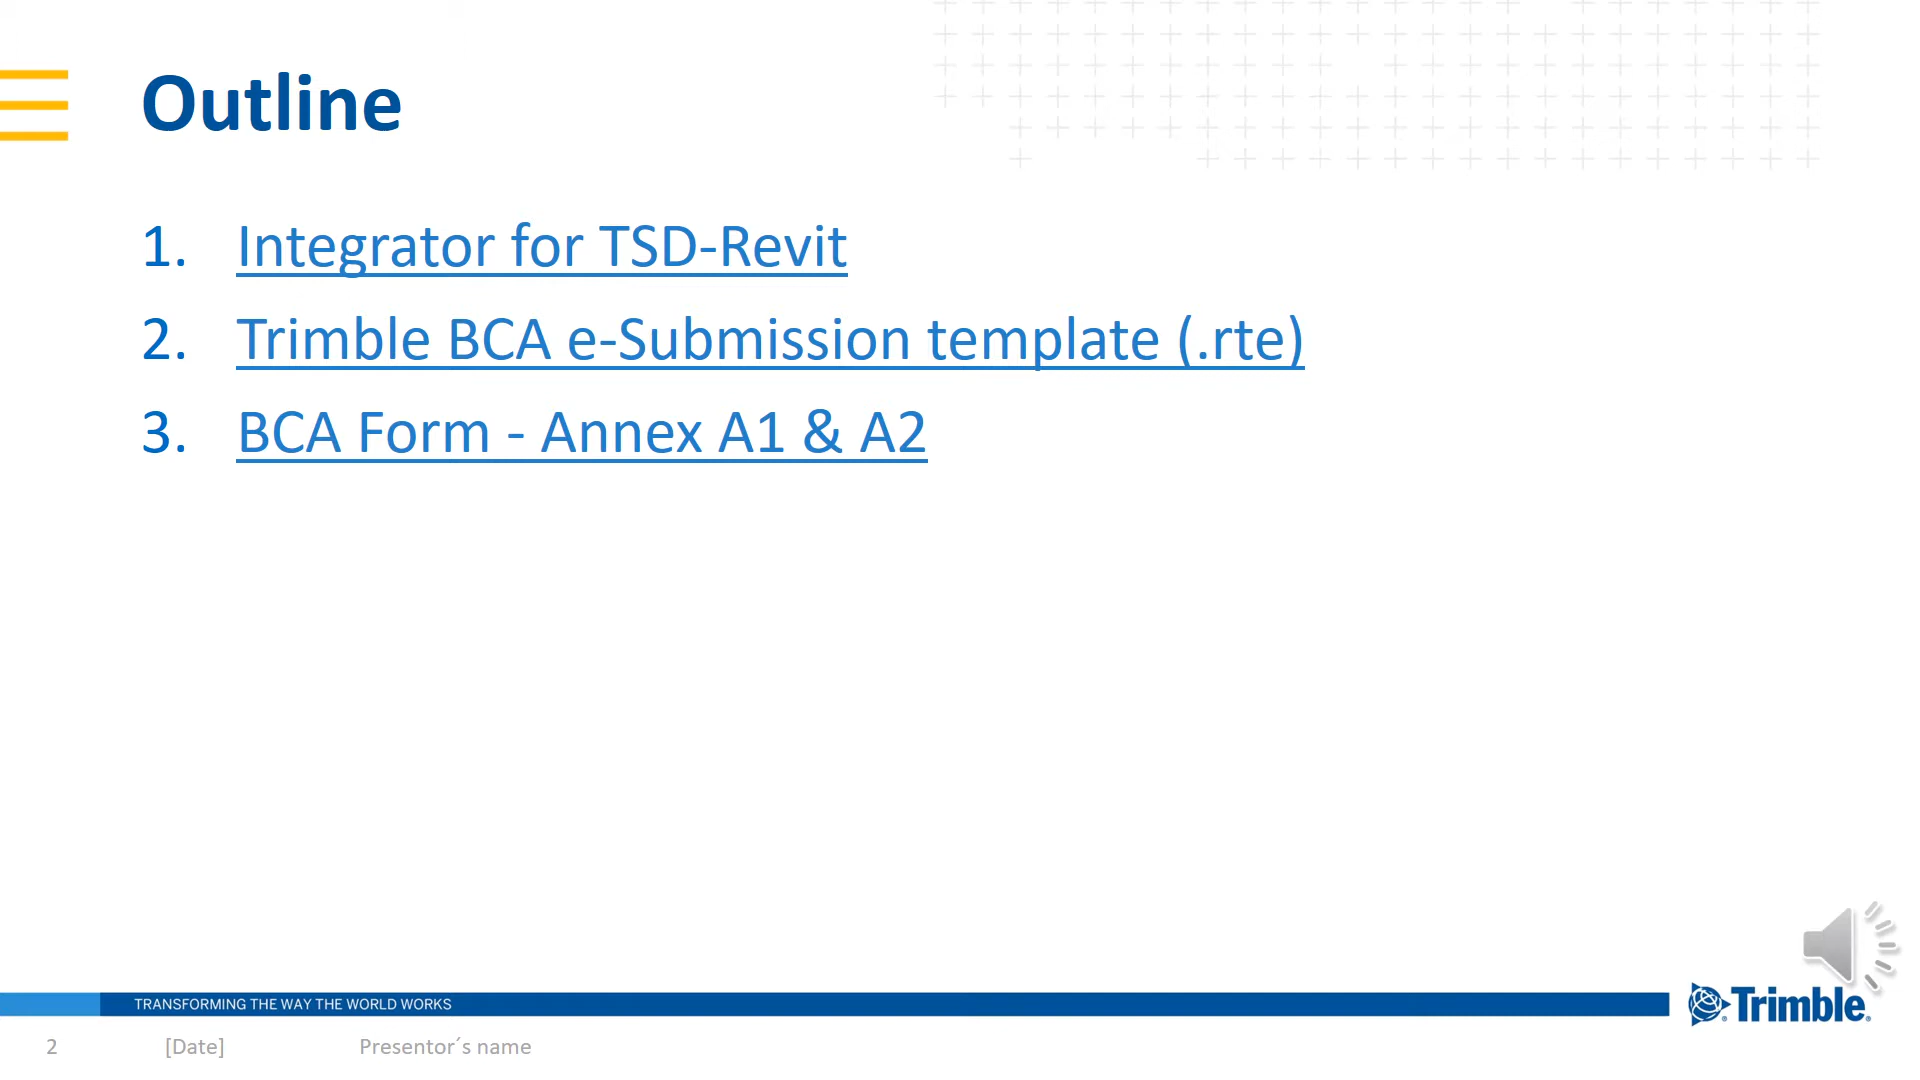 Outline
1. Integrator for TSD-Revit
2. Trimble BCA e-Submission template (.rte)
3. BCA Form - Annex A1 & A2
TRANSFORMING THE WAY THE WORLD WORKS
Trimble®
2 [Date] Presentor´s name